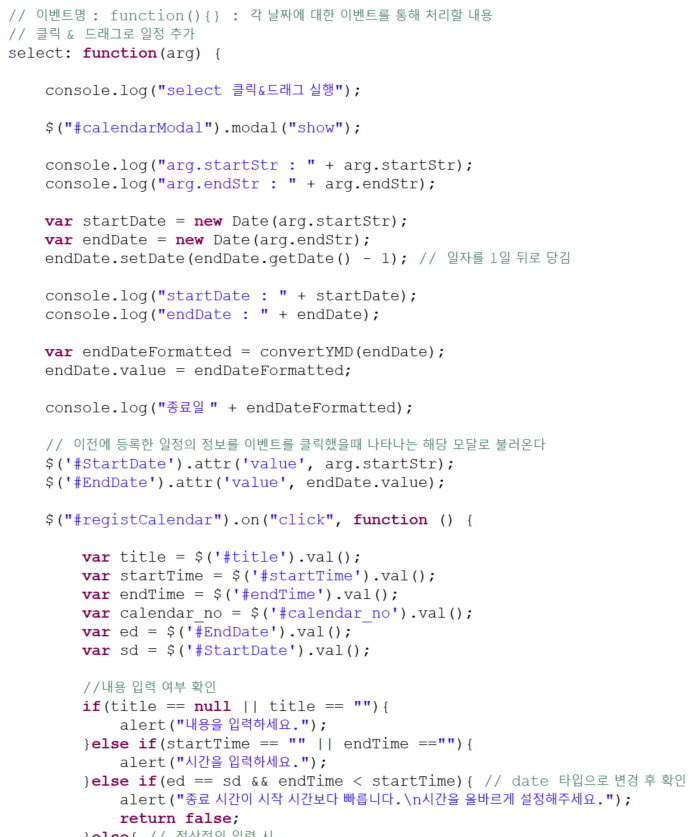 // 이벤트명 : function(){} : 각 날짜에 대한 이벤트를 통해 처리할 내용
// 클릭 & 드래그로 일정 추가
select: function(arg) {
console.log("select 클릭&드래그 실행");
$("#calendarModal").modal("show");
console.log("arg.startStr : " + arg.startStr);
console.log("arg.endStr : " + arg.endStr);
var startDate = new Date(arg.startStr);
var endDate = new Date(arg.endStr);
endDate.setDate(endDate.getDate() - 1); // 일자를 1일 뒤로 당김
console.log("startDate : " + startDate);
console.log("endDate : " + endDate);
var endDateFormatted = convertYMD(endDate);
endDate.value = endDateFormatted;
console.log("종료일 " + endDateFormatted);
// 이전에 등록한 일정의 정보를 이벤트를 클릭했을때 나타나는 해당 모달로 불러온다
$('#StartDate').attr('value', arg.startStr);
$('#EndDate').attr('value', endDate.value);
$("#registCalendar").on("click", function () {
var title = $('#title').val();
var startTime = $('#startTime').val();
var endTime = $('#endTime').val();
var calendar_no = $('#calendar_no').val();
var ed = $('#EndDate').val();
var sd = $('#StartDate').val();
//내용 입력 여부 확인
if(title == null || title == ""){
alert("내용을 입력하세요.");
}else if(startTime == "" || endTime ==""){
alert("시간을 입력하세요.");
}else if(ed == sd && endTime < startTime){ // date 타입으로 변경 후 확인
alert("종료 시간이 시작 시간보다 빠릅니다.\n시간을 올바르게 설정해주세요.");
return false;
}else{ // 정상적인 입력 시